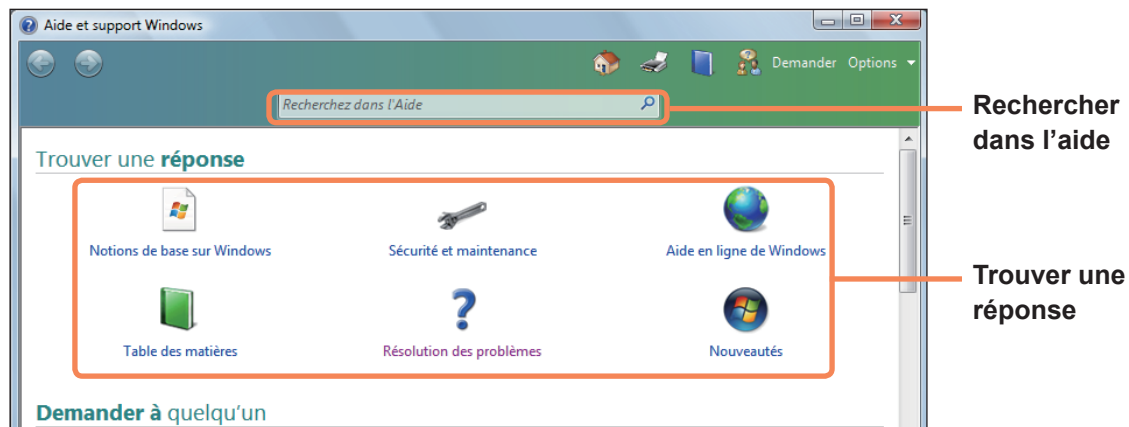 Aide et support Windows
Demander Options
Recherchez dans l'Aide
Rechercher
dans l’aide
Trouver une réponse
Notions de base sur Windows
Sécurité et maintenance
Aide en ligne de Windows
Trouver une
réponse
Table des matières
Résolution des problèmes
Nouveautés
Demander à quelqu'un